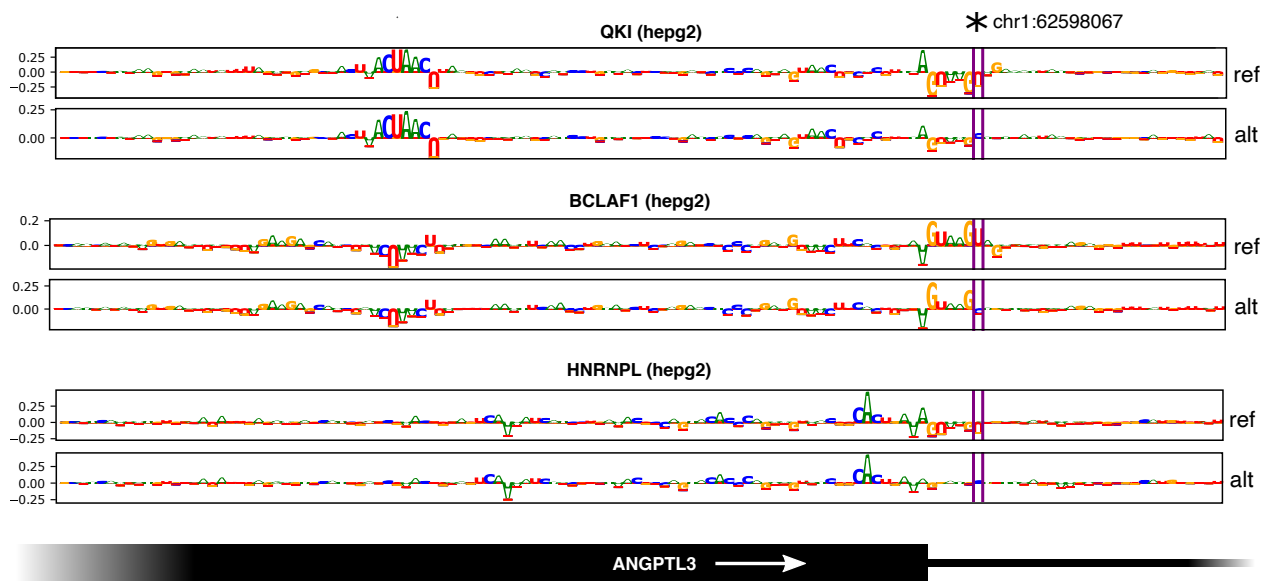 * chr1:62598067
QKI (hepg2)
0.25
0.00
−0.25
ref
0.25
0.00
alt
BCLAF1 (hepg2)
0.2
0.0
ref
0.25
0.00
alt
HNRNPL (hepg2)
0.25
0.00
−0.25
ref
0.25
0.00
−0.25
alt
ANGPTL3